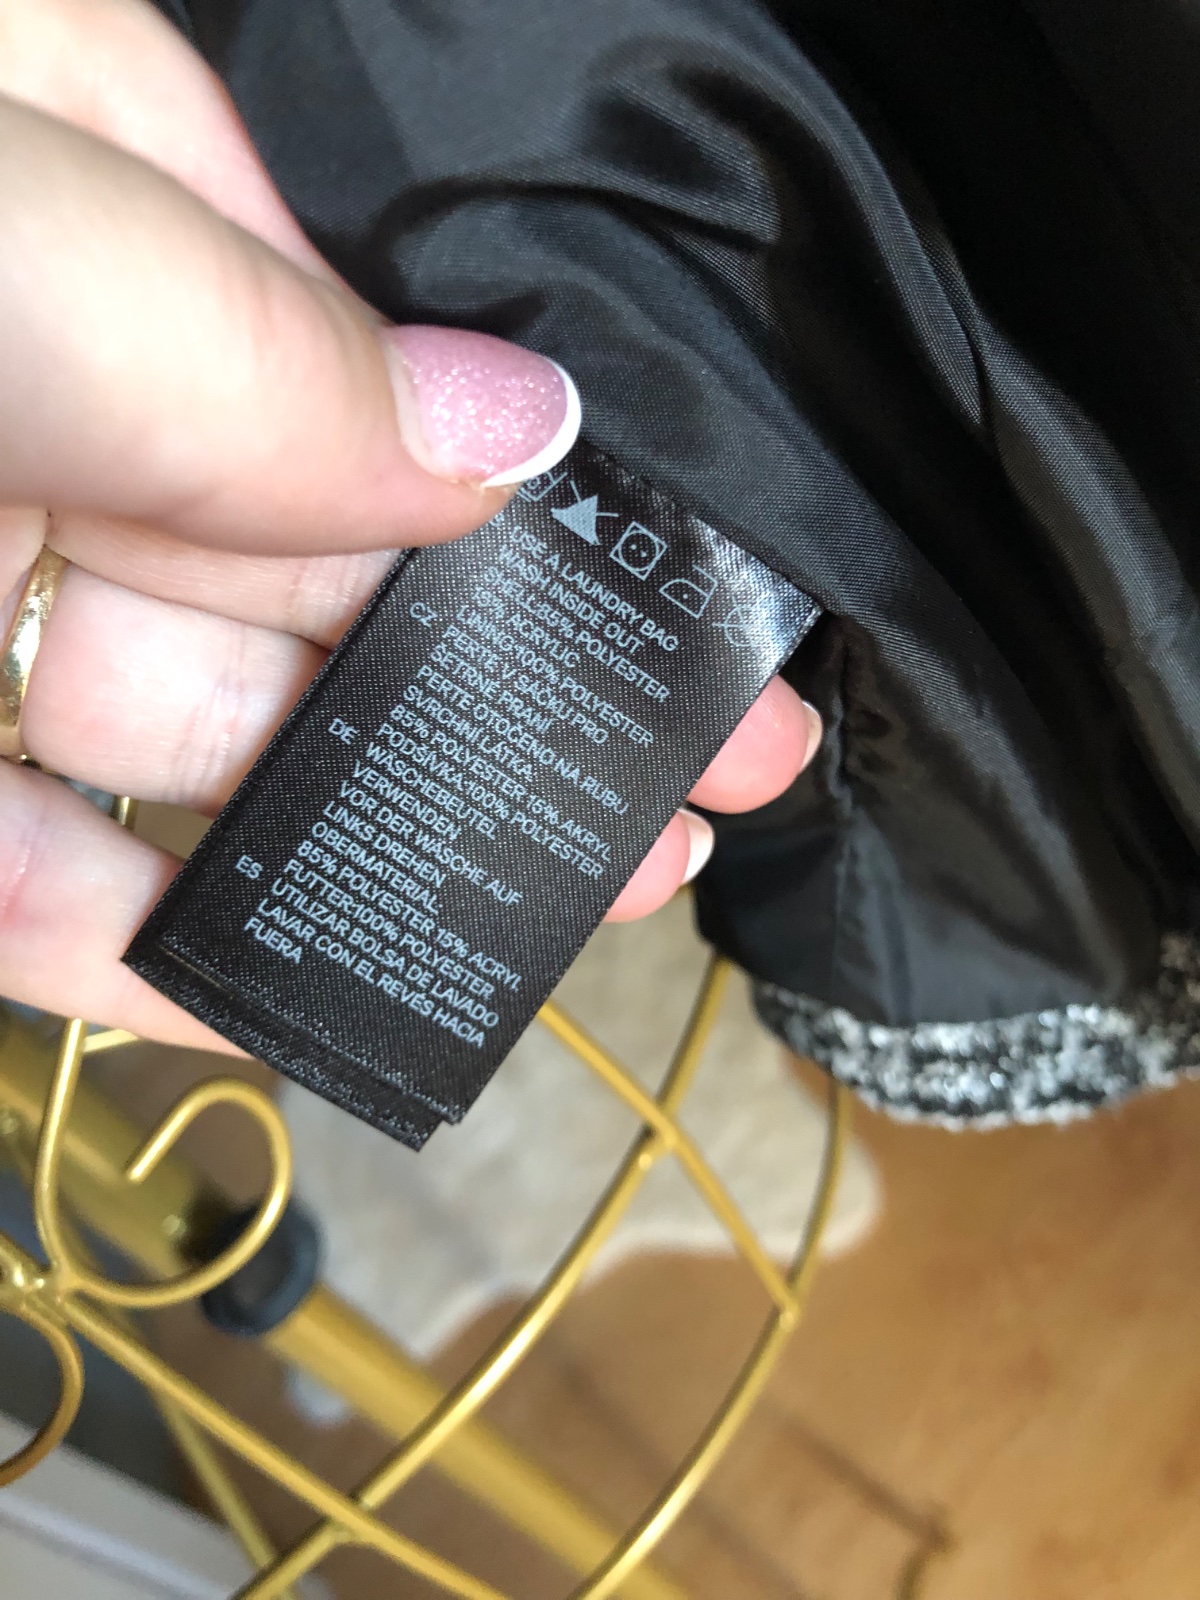 USE A LAUNDRY BAG
WASH INSIDE OUT
SHELL:85% POLYESTER
15% ACRYLIC
LINING:100% POLYESTER
CZ PERTE V SÁČKU PRO
ŠETRNÉ PRANÍ
PERTE OTOČENO NA RUBU
SVRCHNÍ LÁTKA:
85% POLYESTER 15% AKRYL
PODŠÍVKA:100% POLYESTER
DE WÄSCHEBEUTEL
VERWENDEN
VOR DER WÄSCHE AUF
LINKS DREHEN
OBERMATERIAL
85% POLYESTER 15% ACRYL
FUTTER:100% POLYESTER
ES UTILIZAR BOLSA DE LAVADO
LAVAR CON EL REVÉS HACIA
FUERA